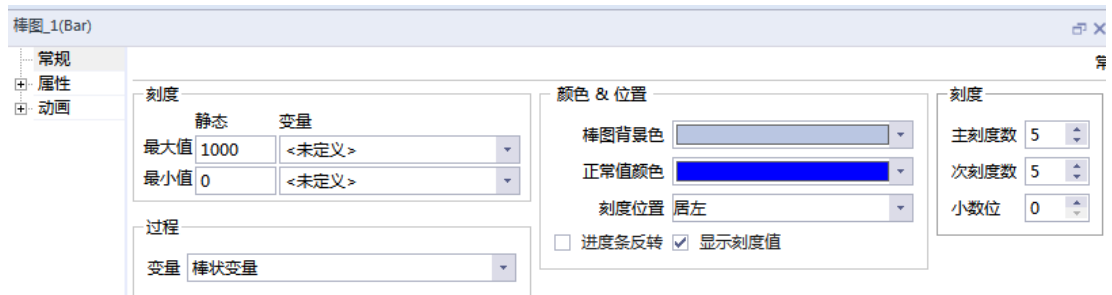 棒图_1(Bar)
常规
属性
动画
刻度
静态 变量
最大值 1000 <未定义>
最小值 0 <未定义>
过程
变量 棒状变量
颜色 & 位置
棒图背景色
正常值颜色
刻度位置 居左
进度条反转 显示刻度值
刻度
主刻度数 5
次刻度数 5
小数位 0